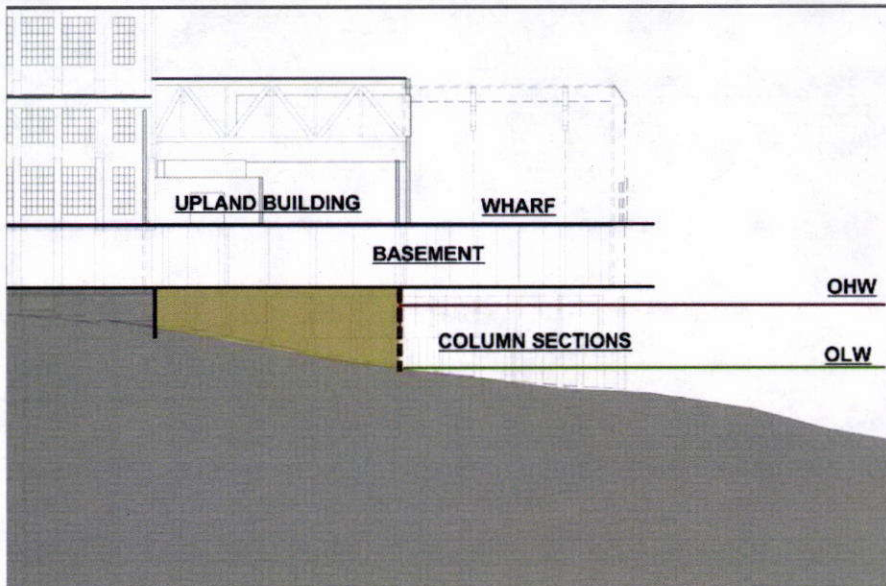 UPLAND BUILDING
WHARF
BASEMENT
OHW
COLUMN SECTIONS
OLW